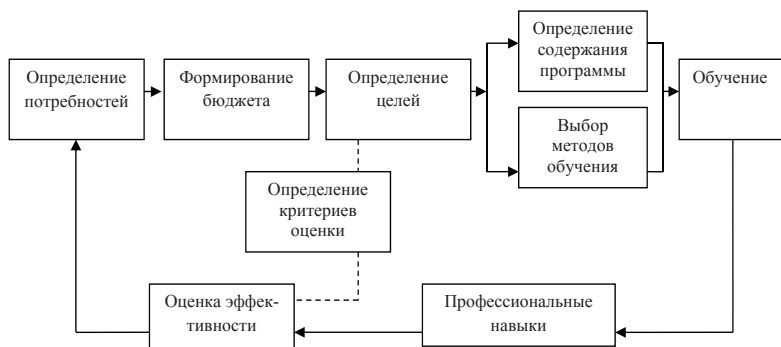 Определение
потребностей
Формирование
бюджета
Определение
целей
Определение
содержания
программы
Выбор
методов
обучения
Обучение
Определение
критериев
оценки
Оценка эффек-
тивности
Профессиональные
навыки